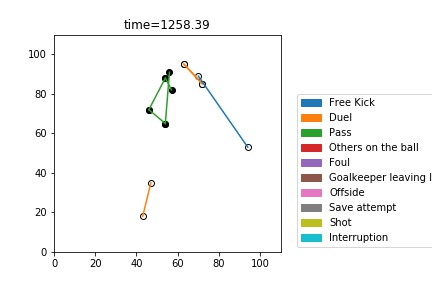 time=1258.39
100
80
60
40
20
0
0 20 40 60 80 100
Free Kick
Duel
Pass
Others on the ball
Foul
Goalkeeper leaving l
Offside
Save attempt
Shot
Interruption